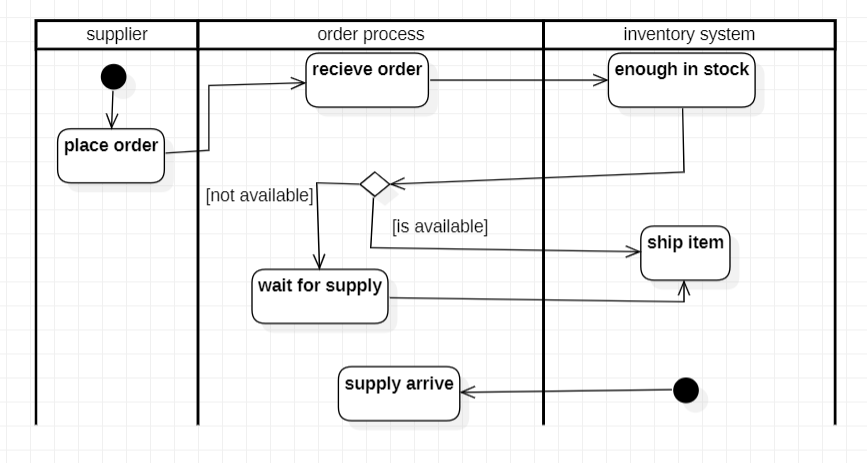 supplier
order process
inventory system
recieve order
enough in stock
place order
[not available]
[is available]
ship item
wait for supply
supply arrive